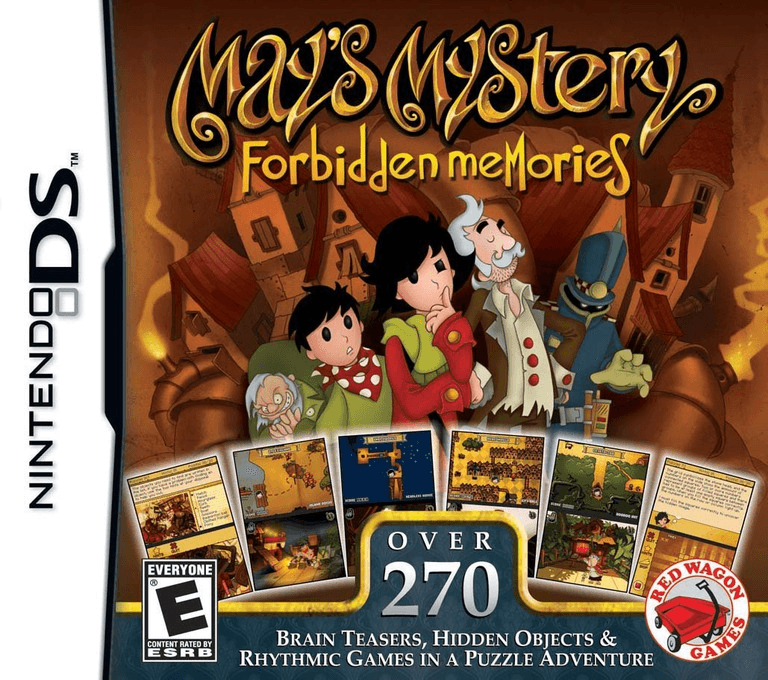 May's Mystery
Forbidden meMories
NINTENDO DS™
OVER
270
BRAIN TEASERS, HIDDEN OBJECTS &
RHYTHMIC GAMES IN A PUZZLE ADVENTURE
EVERYONE
E
®
CONTENT RATED BY
ESRB
RED WAGON
GAMES